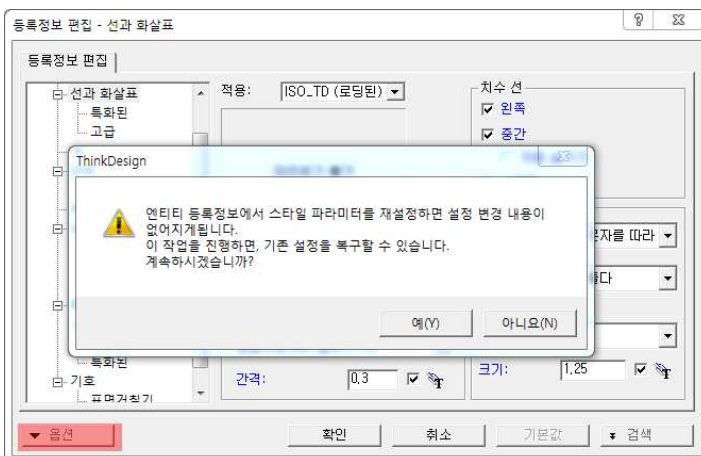 등록정보 편집 - 선과 화살표
등록정보 편집
선과 화살표
특화된
고급
적용: ISO_TD (로딩된)
치수 선
왼쪽
중간
ThinkDesign
엔티티 등록정보에서 스타일 파라미터를 재설정하면 설정 변경 내용이
없어지게됩니다.
이 작업을 진행하면, 기존 설정을 복구할 수 있습니다.
계속하시겠습니까?
예(Y) 아니요(N)
문자를 따라
특화된
기호
표면거칠기
간격: 0.3
크기: 1.25
옵션 확인 취소 기본값 검색